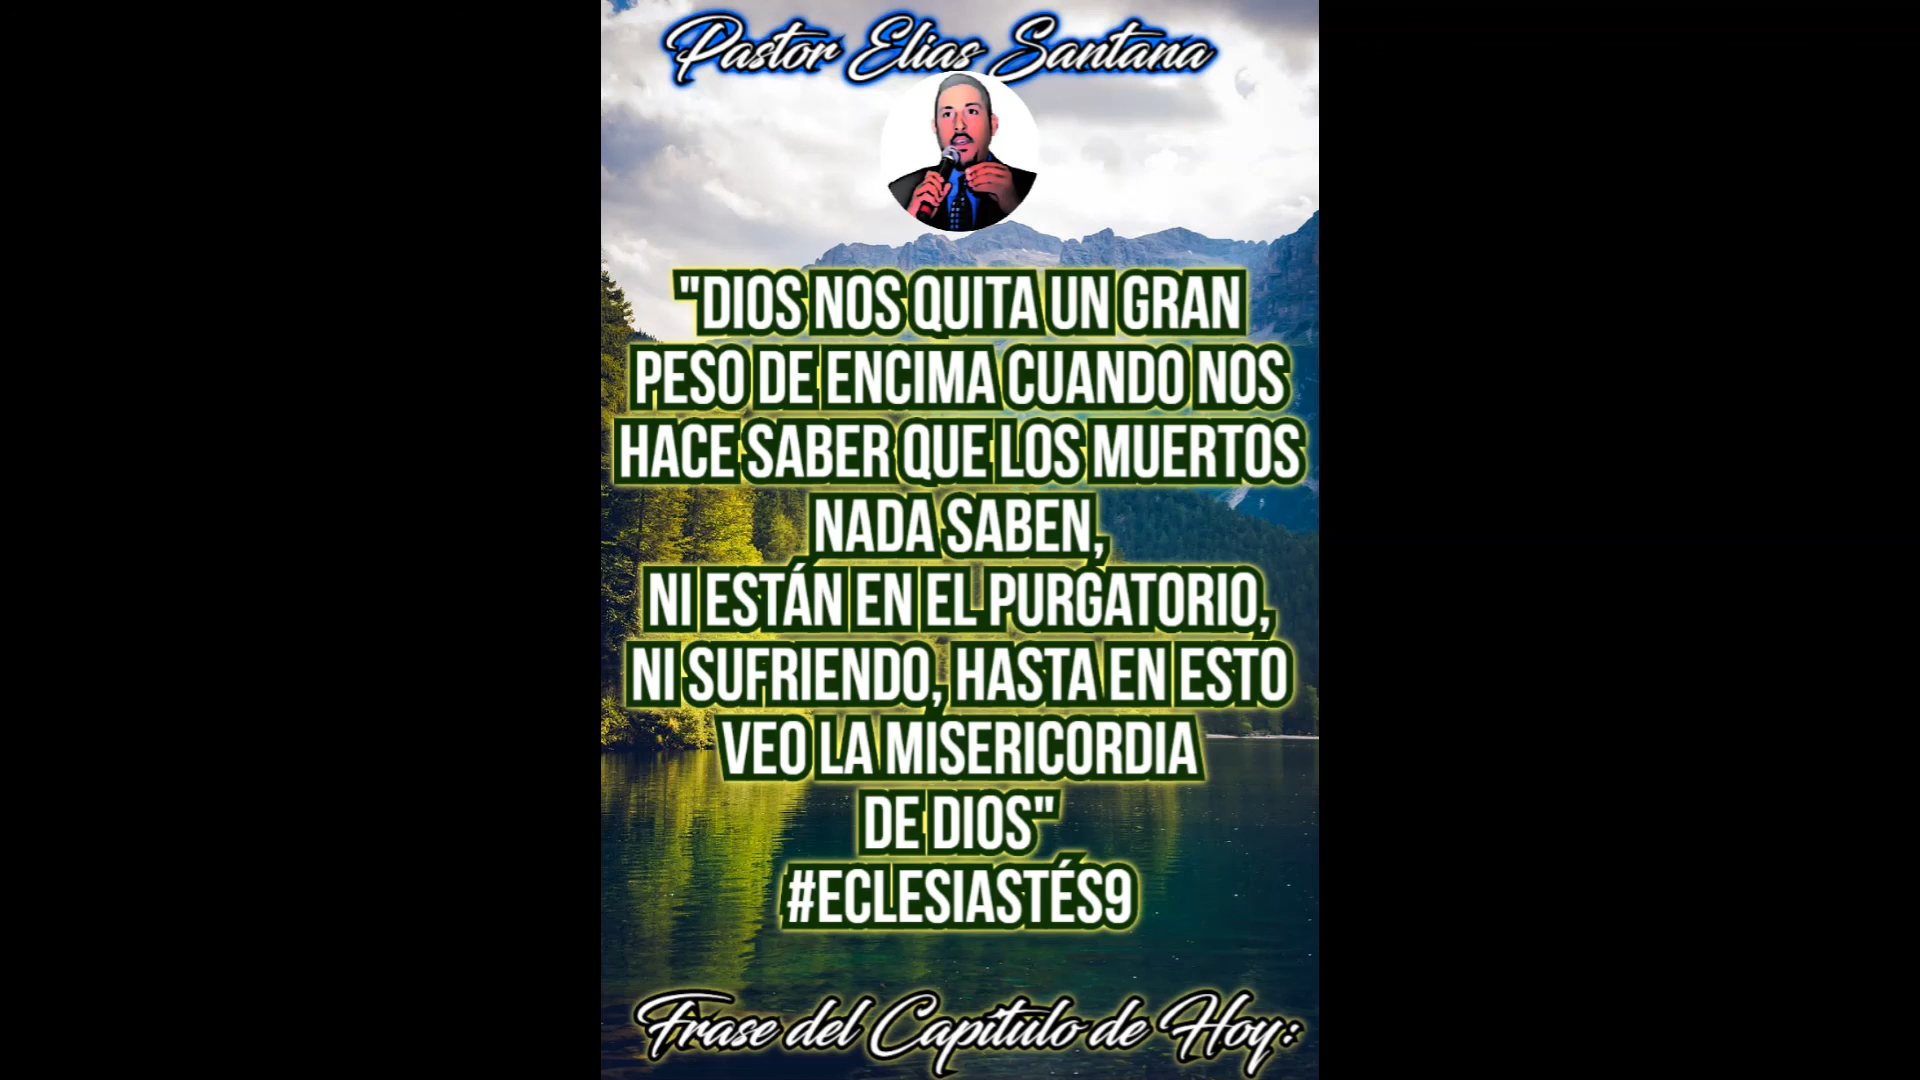 Pastor Elias Santana
"DIOS NOS QUITA UN GRAN
PESO DE ENCIMA CUANDO NOS
HACE SABER QUE LOS MUERTOS
NADA SABEN,
NI ESTÁN EN EL PURGATORIO,
NI SUFRIENDO, HASTA EN ESTO
VEO LA MISERICORDIA
DE DIOS"
#ECLESIASTÉS9
Frase del Capítulo de Hoy: